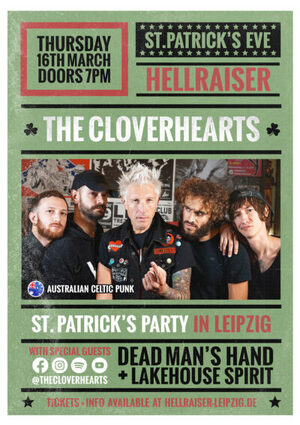 THURSDAY
16TH MARCH
DOORS 7PM
ST.PATRICK'S EVE
HELLRAISER
THE CLOVERHEARTS
AUSTRALIAN CELTIC PUNK
ST. PATRICK'S PARTY IN LEIPZIG
WITH SPECIAL GUESTS
@THECLOVERHEARTS
DEAD MAN'S HAND
+ LAKEHOUSE SPIRIT
TICKETS - INFO AVAILABLE AT HELLRAISER-LEIPZIG.DE